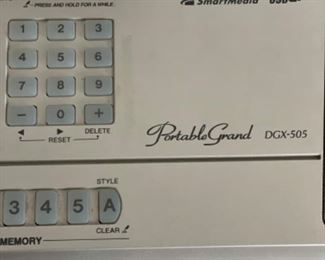 PRESS AND HOLD FOR A WHILE.
SmartMedia USB
1 2 3
4 5 6
7 8 9
− 0 +
DELETE
RESET
PortableGrand DGX-505
STYLE
3 4 5 A
CLEAR
MEMORY